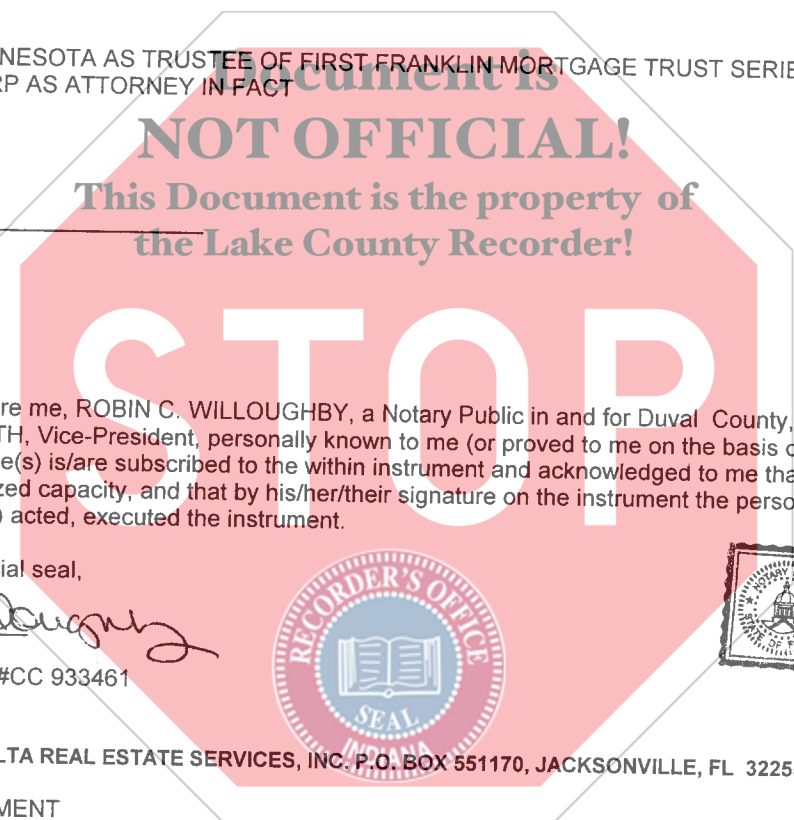 NESOTA AS TRUSTEE OF FIRST FRANKLIN MORTGAGE TRUST SERIE
RP AS ATTORNEY IN FACT
Document is
NOT OFFICIAL!
This Document is the property of
the Lake County Recorder!
STOP
re me, ROBIN C. WILLOUGHBY, a Notary Public in and for Duval County,
TH, Vice-President, personally known to me (or proved to me on the basis o
e(s) is/are subscribed to the within instrument and acknowledged to me tha
zed capacity, and that by his/her/their signature on the instrument the perso
) acted, executed the instrument.
ial seal,
#CC 933461
RECORDER'S OFFICE
SEAL
INDIANA
NOTARY
STATE OF F
LTA REAL ESTATE SERVICES, INC. P.O. BOX 551170, JACKSONVILLE, FL 3225
MENT